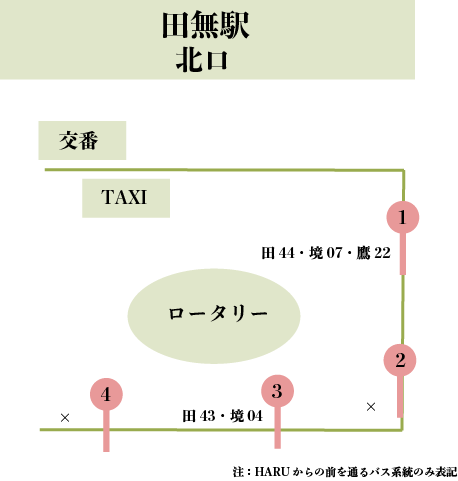 田無駅
北口
交番
TAXI
1
田 44・境 07・鷹 22
ロータリー
2
3
4
×
田 43・境 04
×
注：HARU からの前を通るバス系統のみ表記